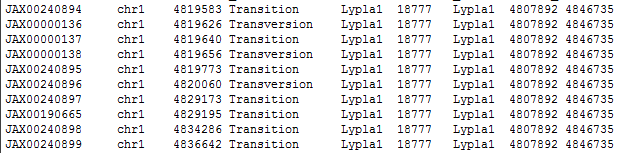 JAX00240894 chr1 4819583 Transition Lypla1 18777 Lypla1 4807892 4846735
JAX00000136 chr1 4819626 Transversion Lypla1 18777 Lypla1 4807892 4846735
JAX00000137 chr1 4819640 Transition Lypla1 18777 Lypla1 4807892 4846735
JAX00000138 chr1 4819656 Transversion Lypla1 18777 Lypla1 4807892 4846735
JAX00240895 chr1 4819773 Transition Lypla1 18777 Lypla1 4807892 4846735
JAX00240896 chr1 4820060 Transversion Lypla1 18777 Lypla1 4807892 4846735
JAX00240897 chr1 4829173 Transition Lypla1 18777 Lypla1 4807892 4846735
JAX00190665 chr1 4829195 Transition Lypla1 18777 Lypla1 4807892 4846735
JAX00240898 chr1 4834286 Transition Lypla1 18777 Lypla1 4807892 4846735
JAX00240899 chr1 4836642 Transition Lypla1 18777 Lypla1 4807892 4846735